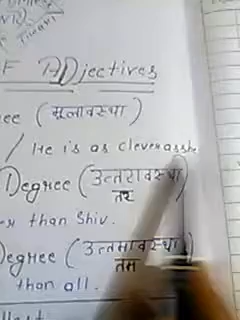 F Adjectives
ee (मूलावस्था)
/ He is as clever as she.
Degree (उत्तरावस्था)
तर
than Shiv.
Degree (उत्तमावस्था)
तम
than all.